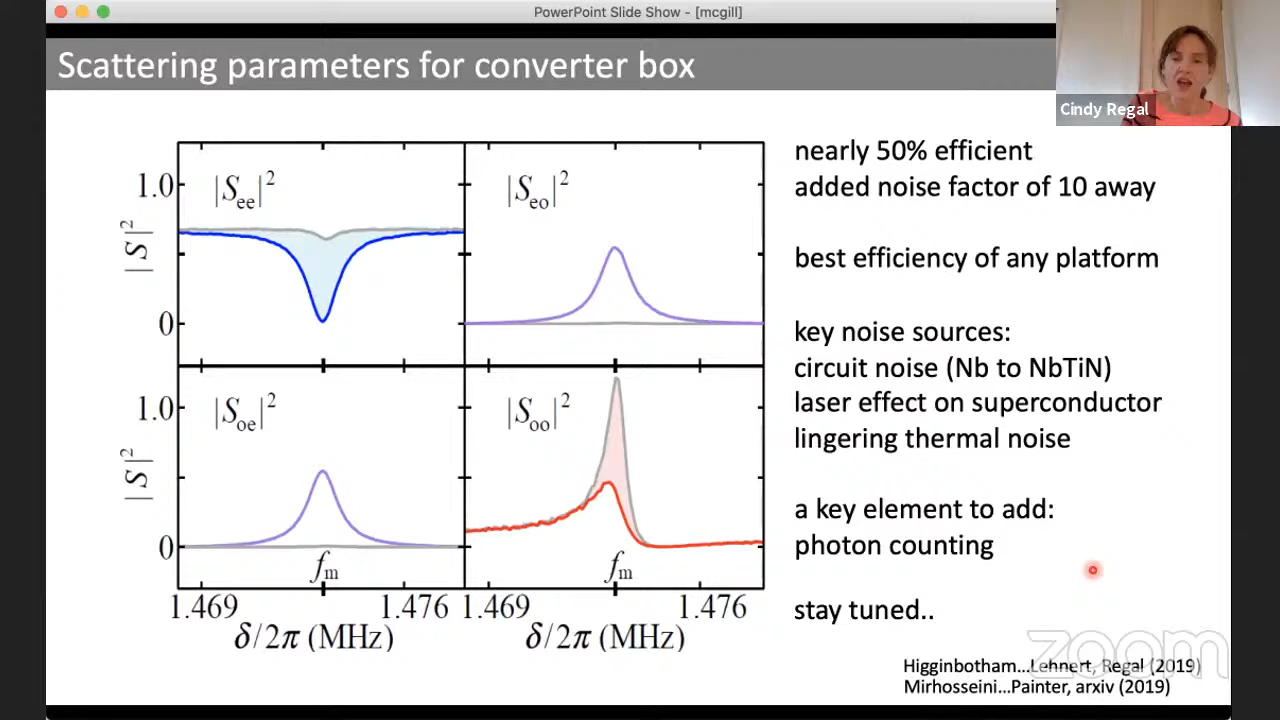 PowerPoint Slide Show - [mcgill]
Scattering parameters for converter box
Cindy Regal
nearly 50% efficient
added noise factor of 10 away
best efficiency of any platform
key noise sources:
circuit noise (Nb to NbTiN)
laser effect on superconductor
lingering thermal noise
a key element to add:
photon counting
stay tuned..
|S|²
1.0
0
|See|²
|Seo|²
|S|²
1.0
0
|Soe|²
|Soo|²
fm
fm
1.469
1.476
1.469
1.476
δ/2π (MHz)
δ/2π (MHz)
zoom
Higginbotham...Lehnert, Regal (2019)
Mirhosseini...Painter, arxiv (2019)